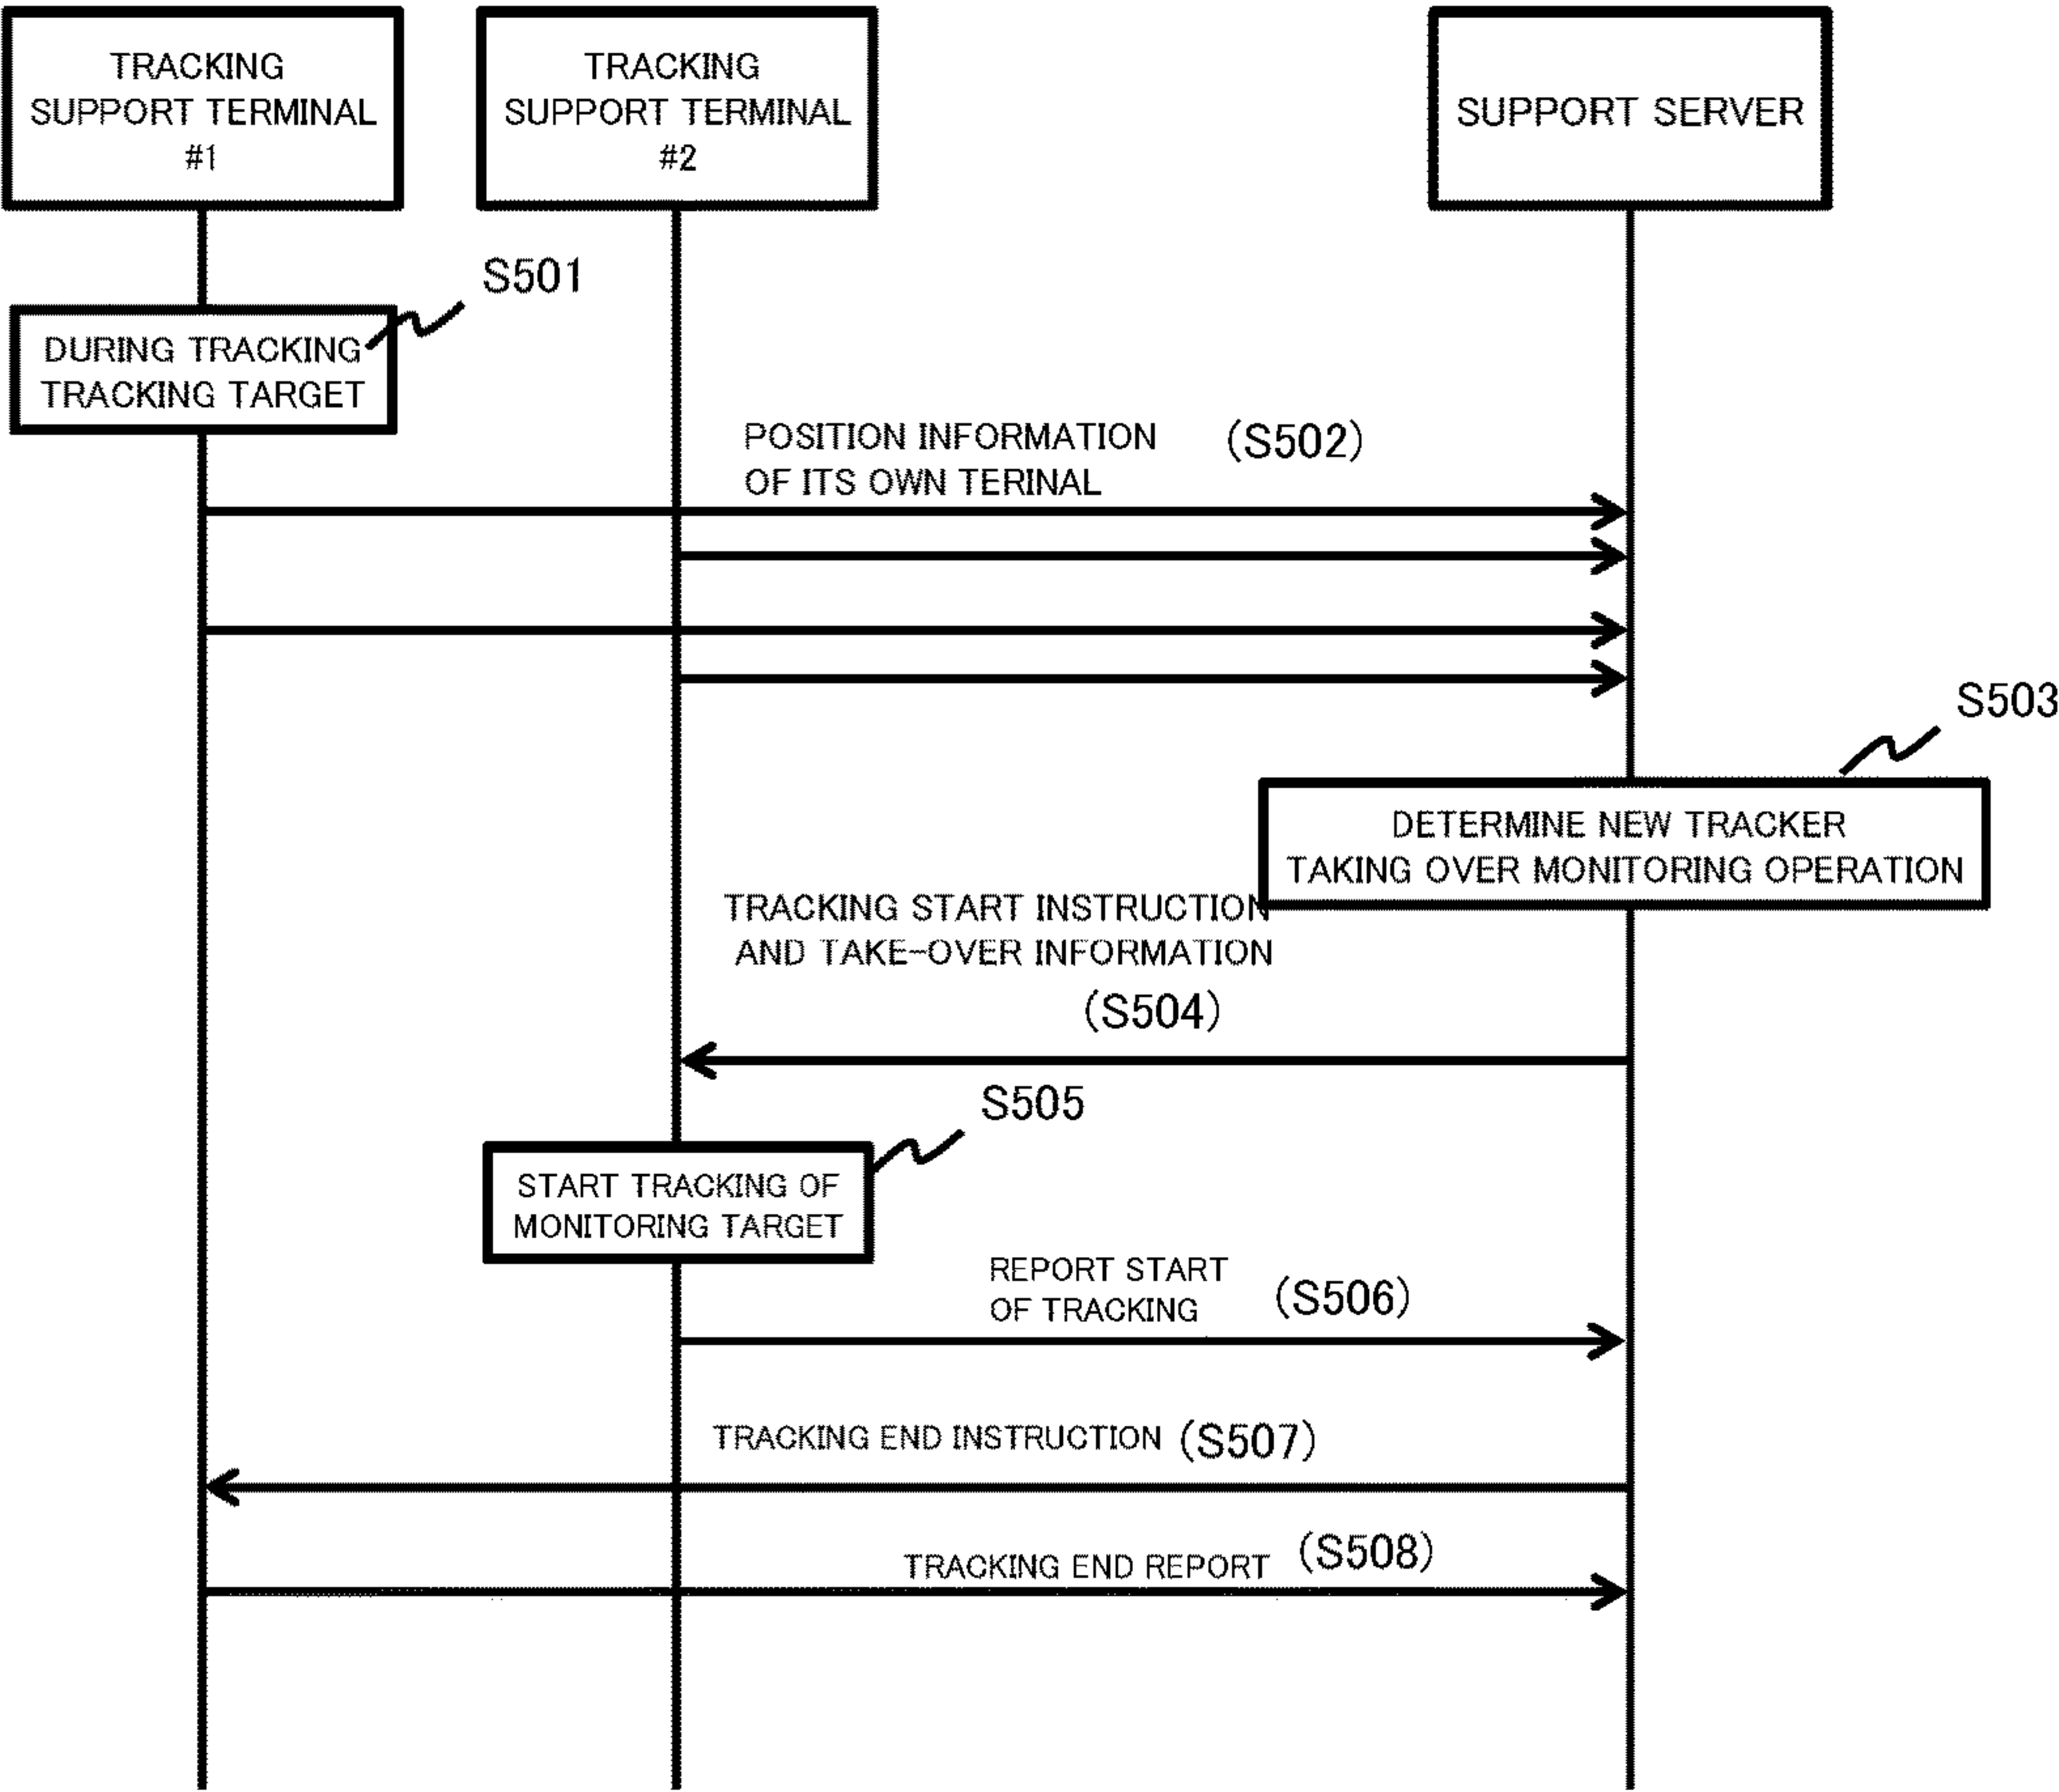 TRACKING
SUPPORT TERMINAL
#1
TRACKING
SUPPORT TERMINAL
#2
SUPPORT SERVER
S501
DURING TRACKING
TRACKING TARGET
POSITION INFORMATION
OF ITS OWN TERINAL
(S502)
S503
DETERMINE NEW TRACKER
TAKING OVER MONITORING OPERATION
TRACKING START INSTRUCTION
AND TAKE-OVER INFORMATION
(S504)
S505
START TRACKING OF
MONITORING TARGET
REPORT START
OF TRACKING
(S506)
TRACKING END INSTRUCTION (S507)
TRACKING END REPORT (S508)